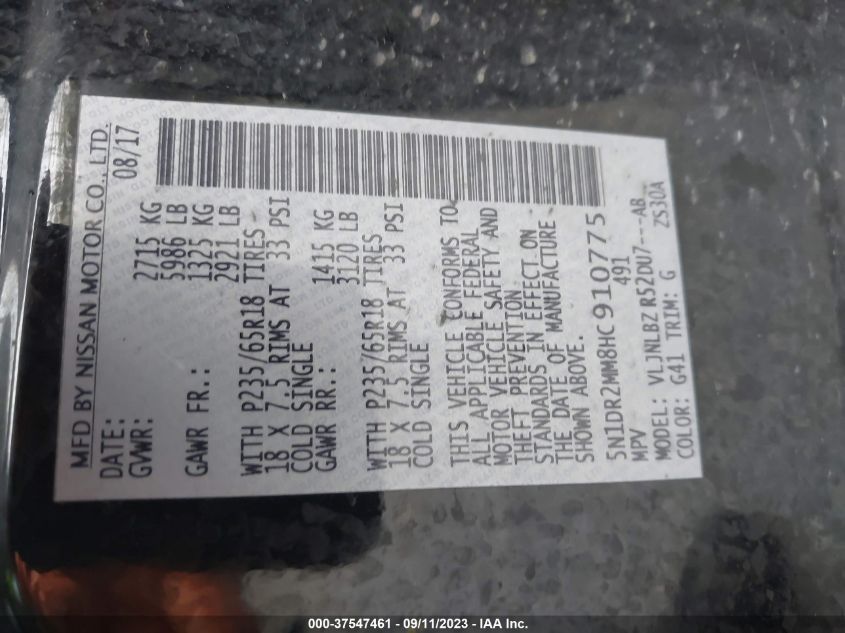 MFD BY NISSAN MOTOR CO., LTD.
DATE: 08/17
GVWR: 2715 KG
5986 LB
GAWR FR.: 1325 KG
2921 LB
WITH P235/65R18 TIRES
18 X 7.5 RIMS AT 33 PSI
COLD SINGLE
GAWR RR.: 1415 KG
3120 LB
WITH P235/65R18 TIRES
18 X 7.5 RIMS AT 33 PSI
COLD SINGLE
THIS VEHICLE CONFORMS TO
ALL APPLICABLE FEDERAL
MOTOR VEHICLE SAFETY AND
THEFT PREVENTION
STANDARDS IN EFFECT ON
THE DATE OF MANUFACTURE
SHOWN ABOVE.
5N1DR2MM8HC910775
MPV 491
MODEL: VLJNLBZ R52DU7---AB
COLOR: G41 TRIM: G ZS30A
000-37547461 - 09/11/2023 - IAA Inc.